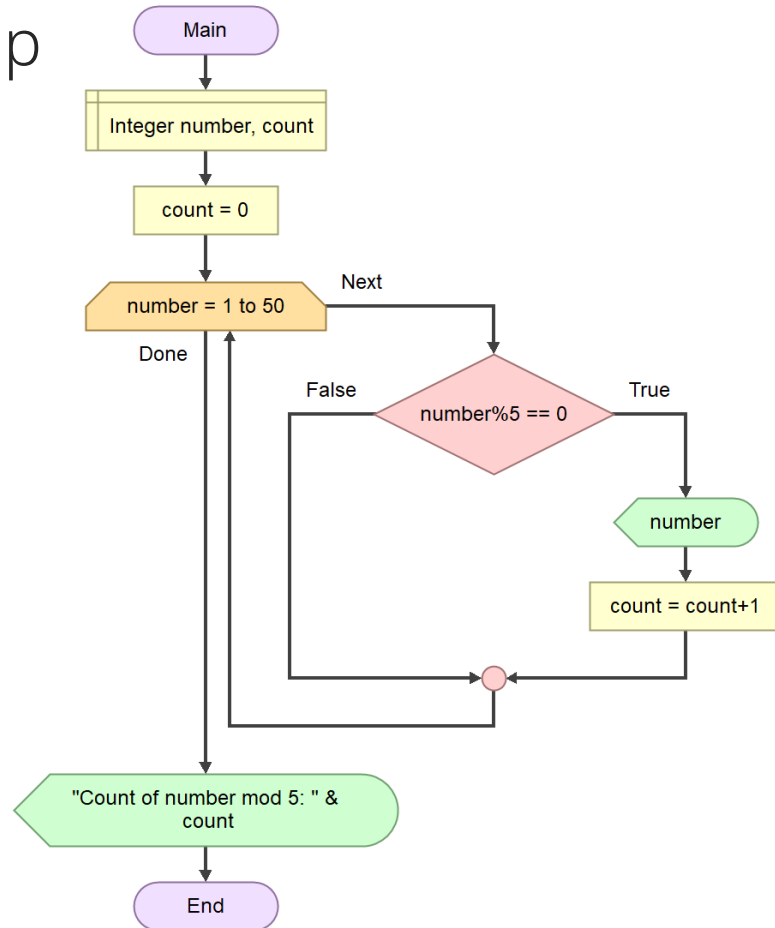 p
Main
Integer number, count
count = 0
number = 1 to 50
Next
Done
False
number%5 == 0
True
number
count = count+1
"Count of number mod 5: " &
count
End